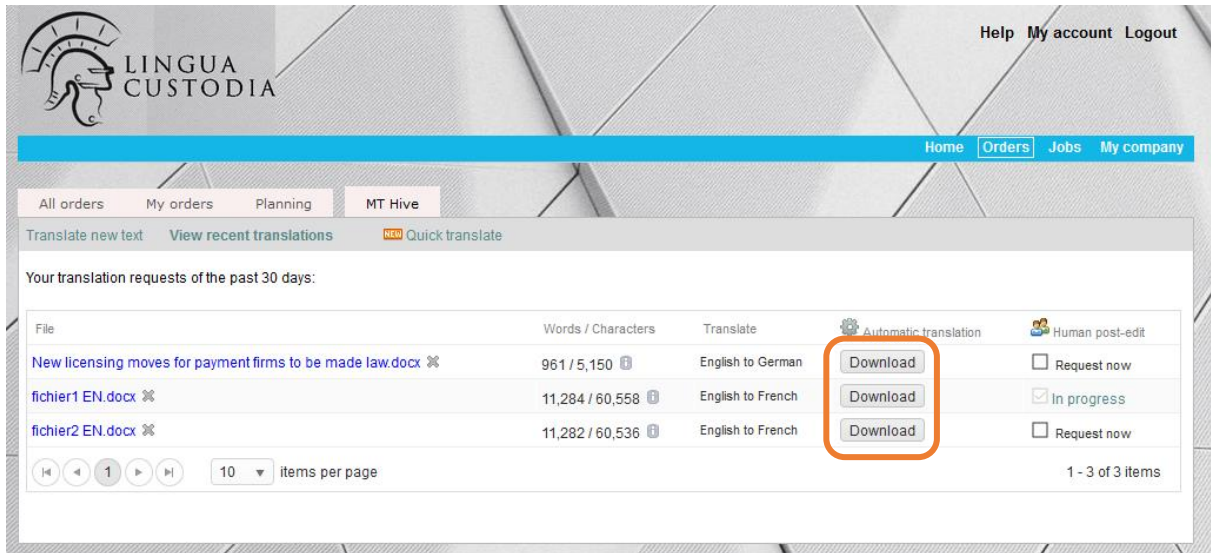 Help My account Logout
LINGUA
CUSTODIA
Home Orders Jobs My company
All orders My orders Planning MT Hive
Translate new text View recent translations NEW Quick translate
Your translation requests of the past 30 days:
File Words / Characters Translate Automatic translation Human post-edit
New licensing moves for payment firms to be made law.docx 961 / 5,150 English to German Download Request now
fichier1 EN.docx 11,284 / 60,558 English to French Download In progress
fichier2 EN.docx 11,282 / 60,536 English to French Download Request now
1 10 items per page 1 - 3 of 3 items